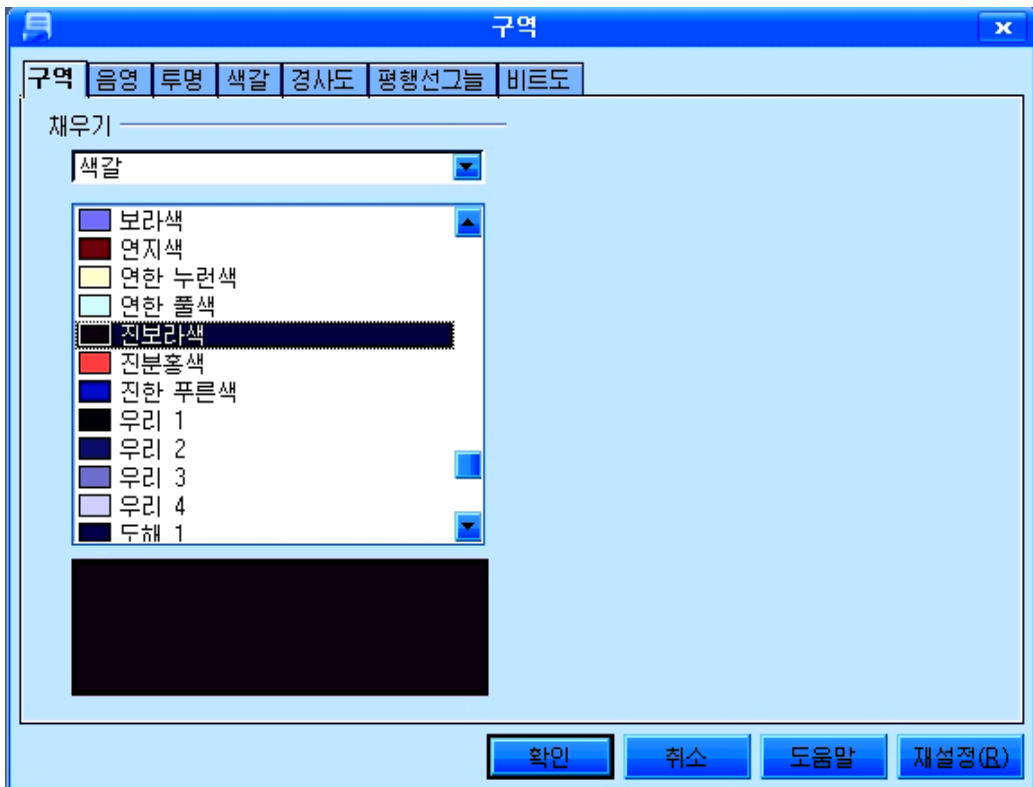 구역
구역 음영 투명 색갈 경사도 평행선그늘 비트도
채우기
색갈
보라색
연지색
연한 누런색
연한 풀색
진보라색
진분홍색
진한 푸른색
우리 1
우리 2
우리 3
우리 4
도해 1
확인 취소 도움말 재설정(R)